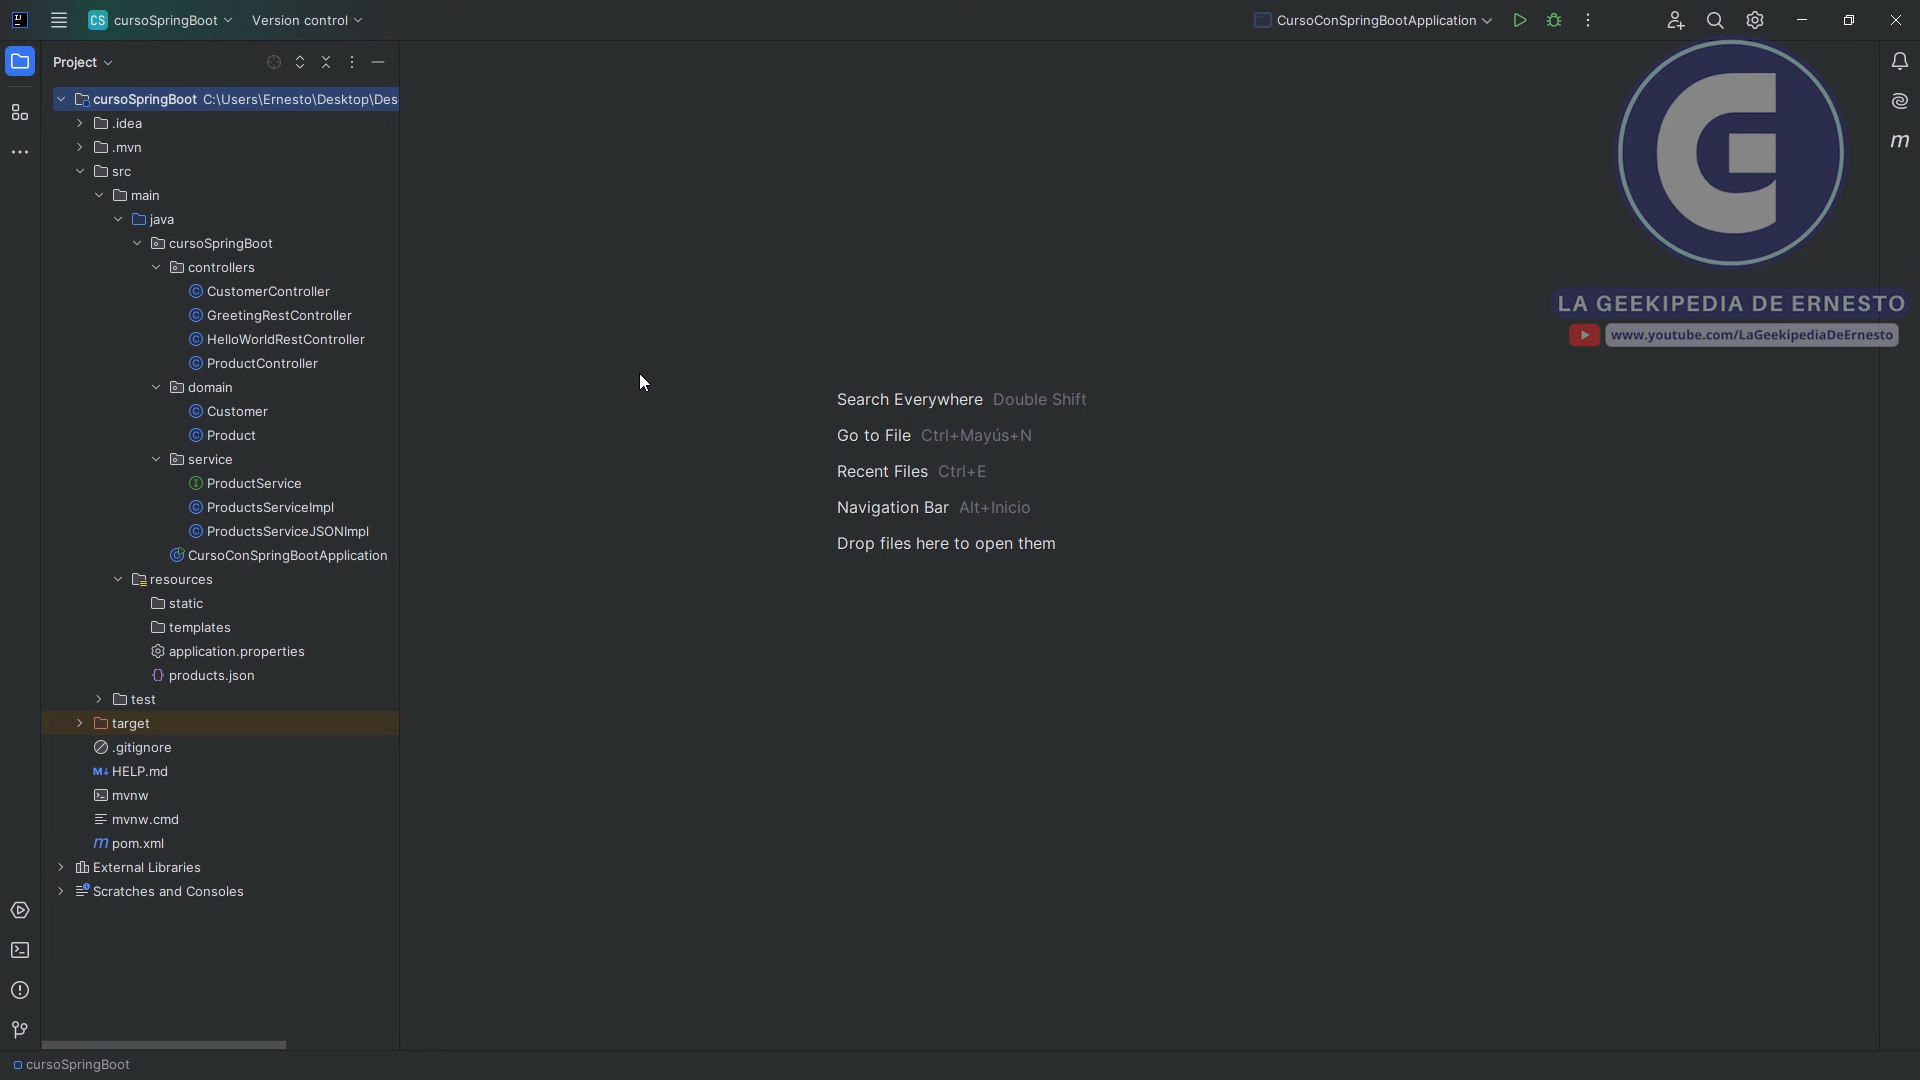 CS cursoSpringBoot Version control CursoConSpringBootApplication
Project
cursoSpringBoot C:\Users\Ernesto\Desktop\Des
.idea
.mvn
src
main
java
cursoSpringBoot
controllers
CustomerController
GreetingRestController
HelloWorldRestController
ProductController
domain
Customer
Product
service
ProductService
ProductsServiceImpl
ProductsServiceJSONImpl
CursoConSpringBootApplication
resources
static
templates
application.properties
products.json
test
target
.gitignore
HELP.md
mvnw
mvnw.cmd
pom.xml
External Libraries
Scratches and Consoles
Search Everywhere Double Shift
Go to File Ctrl+Mayús+N
Recent Files Ctrl+E
Navigation Bar Alt+Inicio
Drop files here to open them
LA GEEKIPEDIA DE ERNESTO
www.youtube.com/LaGeekipediaDeErnesto
cursoSpringBoot